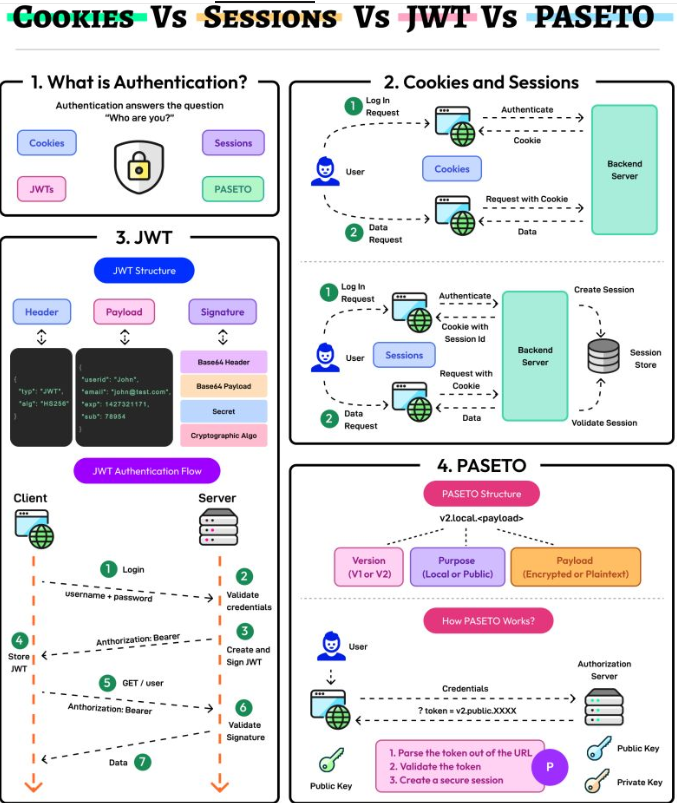 COOKIES Vs SESSIONS Vs JWT Vs PASETO
1. What is Authentication?
Authentication answers the question
"Who are you?"
Cookies
Sessions
JWTs
PASETO
2. Cookies and Sessions
1 Log In
Request
Authenticate
Cookie
User
Cookies
Backend
Server
Request with Cookie
Data
2 Data
Request
1 Log In
Request
Authenticate
Cookie with
Session Id
User
Sessions
Backend
Server
Create Session
Session
Store
Request with
Cookie
Data
2 Data
Request
Validate Session
3. JWT
JWT Structure
Header
Payload
Signature
{
"typ": "JWT",
"alg": "HS256"
}
{
"userid": "John",
"email": "john@test.com",
"exp": 1427321171,
"sub": 78954
}
Base64 Header
Base64 Payload
Secret
Cryptographic Algo
JWT Authentication Flow
Client
Server
1 Login
username + password
2
Validate
credentials
3
Create and
Sign JWT
Anthorization: Bearer
4
Store
JWT
5 GET / user
Anthorization: Bearer
6
Validate
Signature
Data 7
4. PASETO
PASETO Structure
v2.local.<payload>
Version
(V1 or V2)
Purpose
(Local or Public)
Payload
(Encrypted or Plaintext)
How PASETO Works?
User
Authorization
Server
Credentials
? token = v2.public.XXXX
Public Key
1. Parse the token out of the URL
2. Validate the token
3. Create a secure session
P
Public Key
Private Key